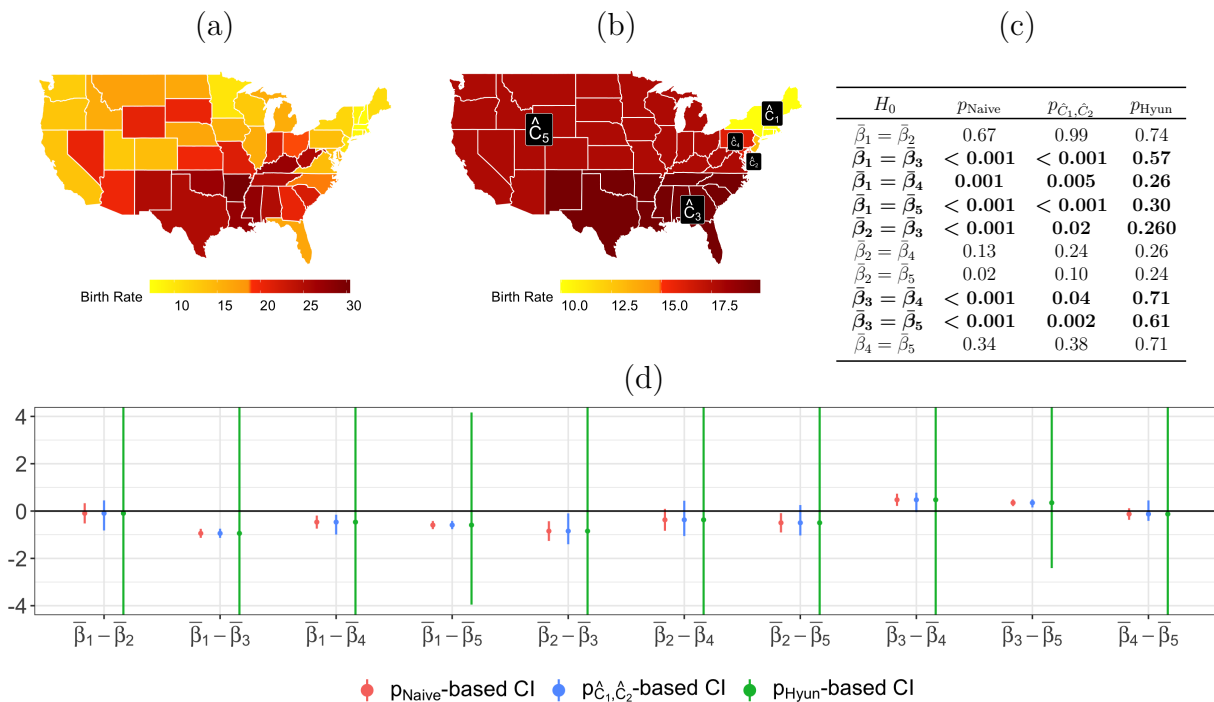 (a)
(b)
(c)
Birth Rate 10 15 20 25 30
Ĉ₁
Ĉ₅
Ĉ₄
Ĉ₂
Ĉ₃
Birth Rate 10.0 12.5 15.0 17.5
H₀ p_Naive p_Ĉ₁,Ĉ₂ p_Hyun
β̄₁ = β̄₂ 0.67 0.99 0.74
β̄₁ = β̄₃ < 0.001 < 0.001 0.57
β̄₁ = β̄₄ 0.001 0.005 0.26
β̄₁ = β̄₅ < 0.001 < 0.001 0.30
β̄₂ = β̄₃ < 0.001 0.02 0.260
β̄₂ = β̄₄ 0.13 0.24 0.26
β̄₂ = β̄₅ 0.02 0.10 0.24
β̄₃ = β̄₄ < 0.001 0.04 0.71
β̄₃ = β̄₅ < 0.001 0.002 0.61
β̄₄ = β̄₅ 0.34 0.38 0.71
(d)
4
2
0
-2
-4
β̄₁−β̄₂ β̄₁−β̄₃ β̄₁−β̄₄ β̄₁−β̄₅ β̄₂−β̄₃ β̄₂−β̄₄ β̄₂−β̄₅ β̄₃−β̄₄ β̄₃−β̄₅ β̄₄−β̄₅
p_Naive-based CI p_Ĉ₁,Ĉ₂-based CI p_Hyun-based CI